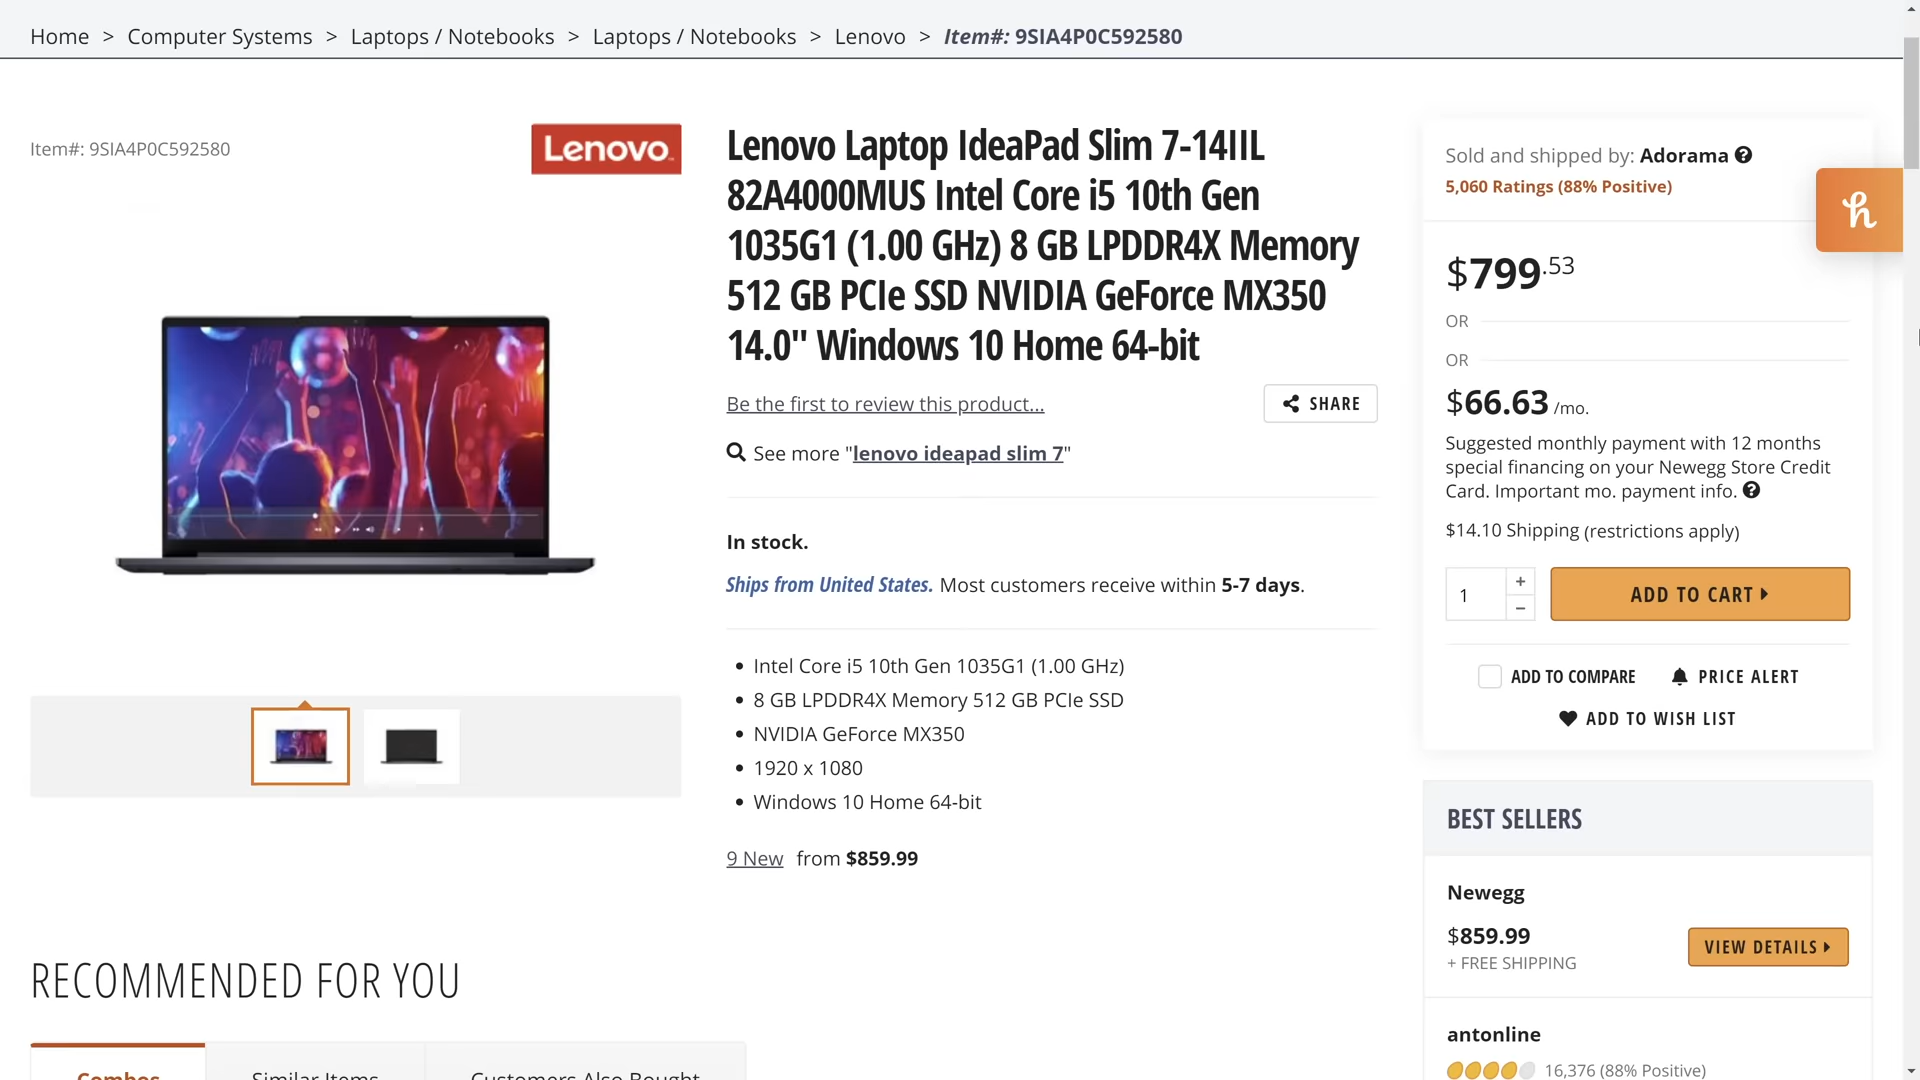 Home > Computer Systems > Laptops / Notebooks > Laptops / Notebooks > Lenovo > Item#: 9SIA4P0C592580
Item#: 9SIA4P0C592580
Lenovo
Lenovo Laptop IdeaPad Slim 7-14IIL
82A4000MUS Intel Core i5 10th Gen
1035G1 (1.00 GHz) 8 GB LPDDR4X Memory
512 GB PCIe SSD NVIDIA GeForce MX350
14.0" Windows 10 Home 64-bit
Be the first to review this product...
SHARE
See more "lenovo ideapad slim 7"
In stock.
Ships from United States. Most customers receive within 5-7 days.
• Intel Core i5 10th Gen 1035G1 (1.00 GHz)
• 8 GB LPDDR4X Memory 512 GB PCIe SSD
• NVIDIA GeForce MX350
• 1920 x 1080
• Windows 10 Home 64-bit
9 New from $859.99
Sold and shipped by: Adorama
5,060 Ratings (88% Positive)
h
$799.53
OR
OR
$66.63 /mo.
Suggested monthly payment with 12 months
special financing on your Newegg Store Credit
Card. Important mo. payment info.
$14.10 Shipping (restrictions apply)
1
+
−
ADD TO CART
ADD TO COMPARE
PRICE ALERT
ADD TO WISH LIST
BEST SELLERS
Newegg
$859.99
+ FREE SHIPPING
VIEW DETAILS
antonline
16,376 (88% Positive)
RECOMMENDED FOR YOU
Combos
Similar Items
Customers Also Bought